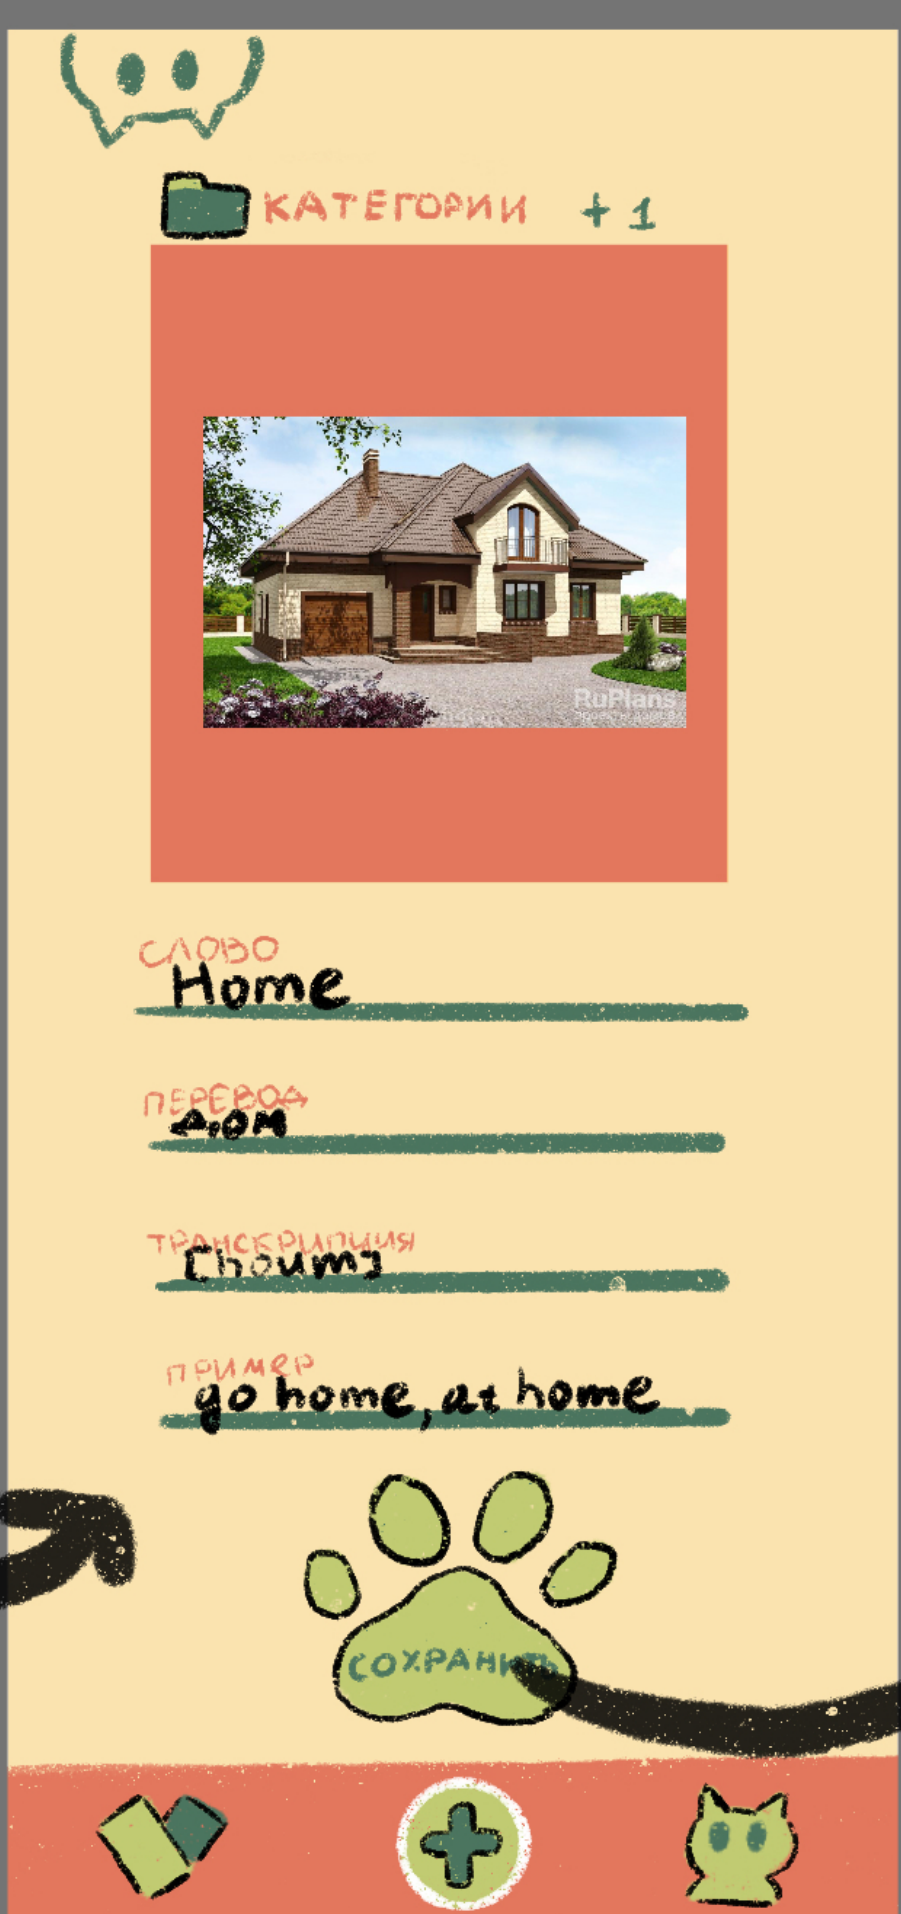 КАТЕГОРИИ +1
RuPlans
СЛОВО
Home
ПЕРЕВОД
дом
ТРАНСКРИПЦИЯ
[houm]
ПРИМЕР
go home, at home
СОХРАНИТЬ